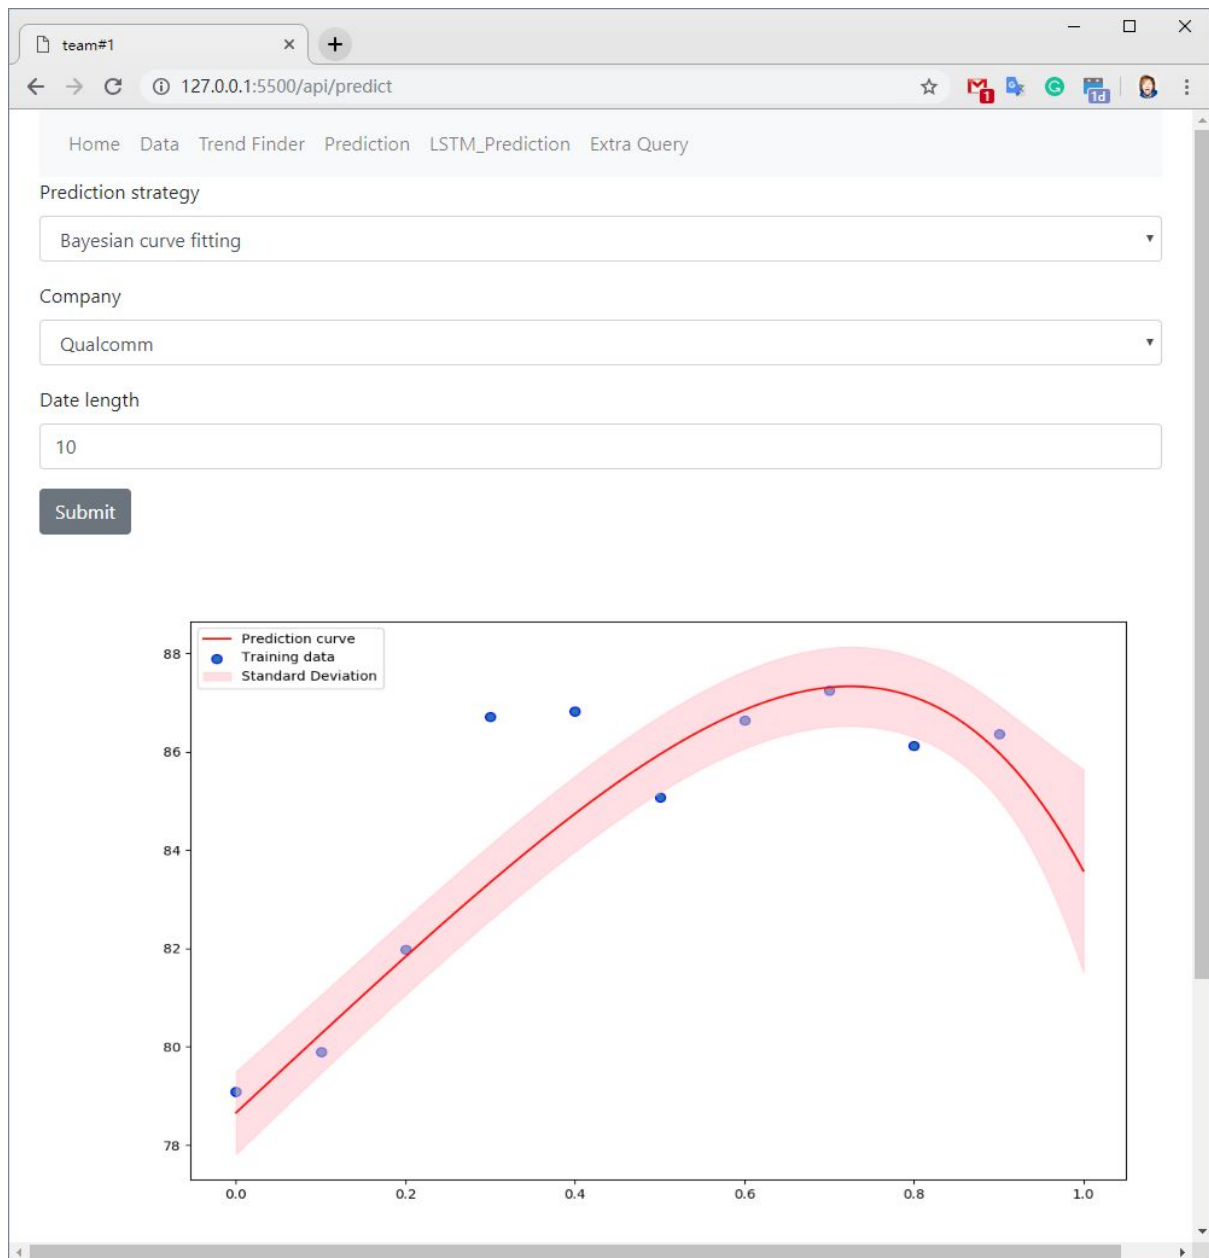 team#1
127.0.0.1:5500/api/predict
1
1d
Home Data Trend Finder Prediction LSTM_Prediction Extra Query
Prediction strategy
Bayesian curve fitting
Company
Qualcomm
Date length
10
Submit
Prediction curve
Training data
Standard Deviation
88
86
84
82
80
78
0.0 0.2 0.4 0.6 0.8 1.0